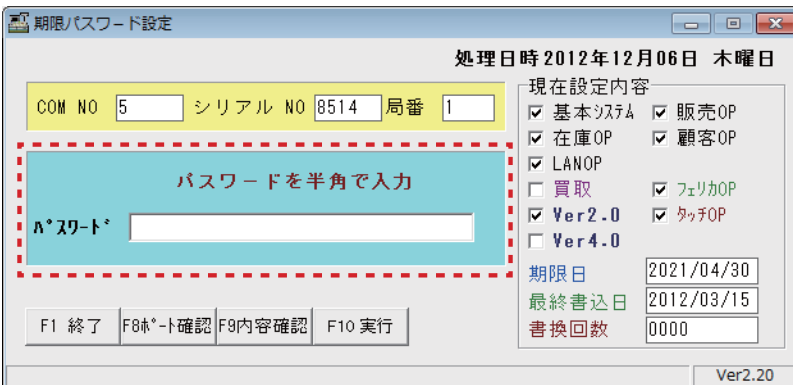 期限パスワード設定
処理日時2012年12月06日 木曜日
COM NO 5 シリアル NO 8514 局番 1
パスワードを半角で入力
ﾊﾟｽﾜｰﾄﾞ
現在設定内容
基本ｼｽﾃﾑ 販売OP
在庫OP 顧客OP
LANOP
買取 ﾌｪﾘｶOP
Ver2.0 ﾀｯﾁOP
Ver4.0
期限日 2021/04/30
最終書込日 2012/03/15
書換回数 0000
F1 終了 F8ﾎﾟｰﾄ確認 F9内容確認 F10 実行
Ver2.20